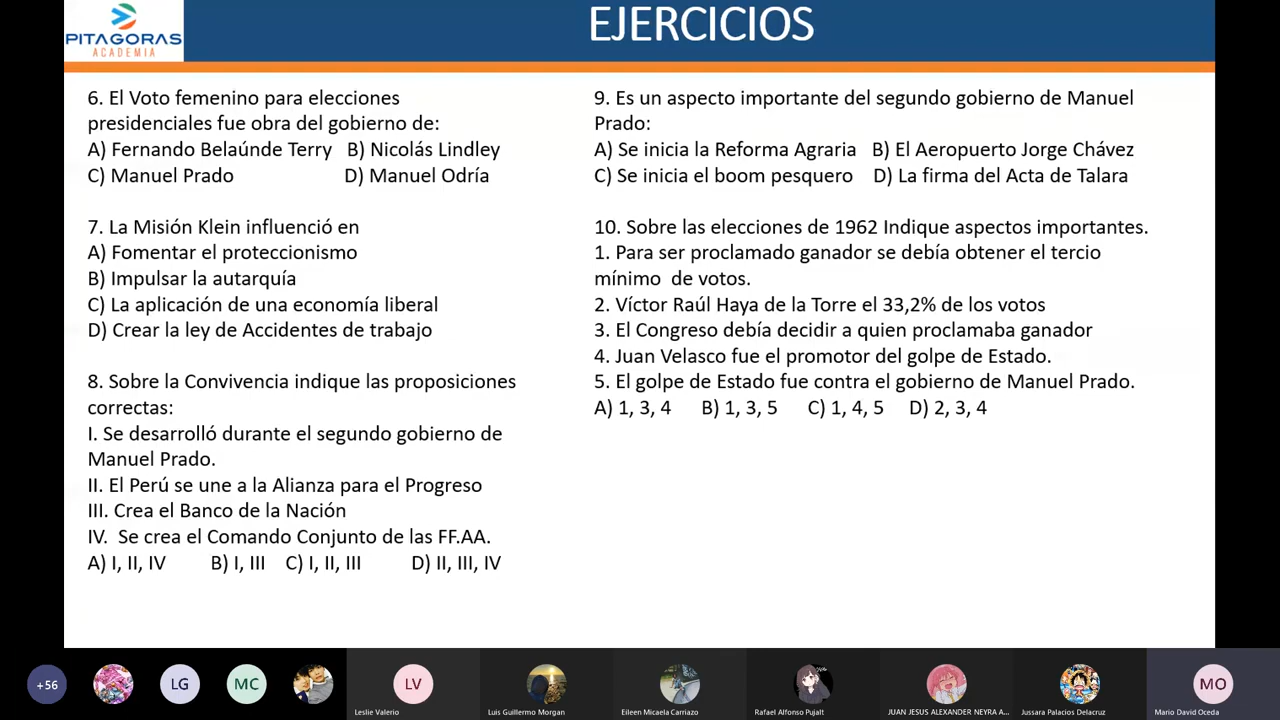 PITAGORAS
ACADEMIA
EJERCICIOS
6. El Voto femenino para elecciones
presidenciales fue obra del gobierno de:
A) Fernando Belaúnde Terry B) Nicolás Lindley
C) Manuel Prado D) Manuel Odría
7. La Misión Klein influenció en
A) Fomentar el proteccionismo
B) Impulsar la autarquía
C) La aplicación de una economía liberal
D) Crear la ley de Accidentes de trabajo
8. Sobre la Convivencia indique las proposiciones
correctas:
I. Se desarrolló durante el segundo gobierno de
Manuel Prado.
II. El Perú se une a la Alianza para el Progreso
III. Crea el Banco de la Nación
IV. Se crea el Comando Conjunto de las FF.AA.
A) I, II, IV B) I, III C) I, II, III D) II, III, IV
9. Es un aspecto importante del segundo gobierno de Manuel
Prado:
A) Se inicia la Reforma Agraria B) El Aeropuerto Jorge Chávez
C) Se inicia el boom pesquero D) La firma del Acta de Talara
10. Sobre las elecciones de 1962 Indique aspectos importantes.
1. Para ser proclamado ganador se debía obtener el tercio
mínimo de votos.
2. Víctor Raúl Haya de la Torre el 33,2% de los votos
3. El Congreso debía decidir a quien proclamaba ganador
4. Juan Velasco fue el promotor del golpe de Estado.
5. El golpe de Estado fue contra el gobierno de Manuel Prado.
A) 1, 3, 4 B) 1, 3, 5 C) 1, 4, 5 D) 2, 3, 4
+56
LG
MC
LV
MO
Leslie Valerio
Luis Guillermo Morgan
Eileen Micaela Carriazo
Rafael Alfonso Pujalt
JUAN JESUS ALEXANDER NEYRA A...
Jussara Palacios Delacruz
Mario David Oceda